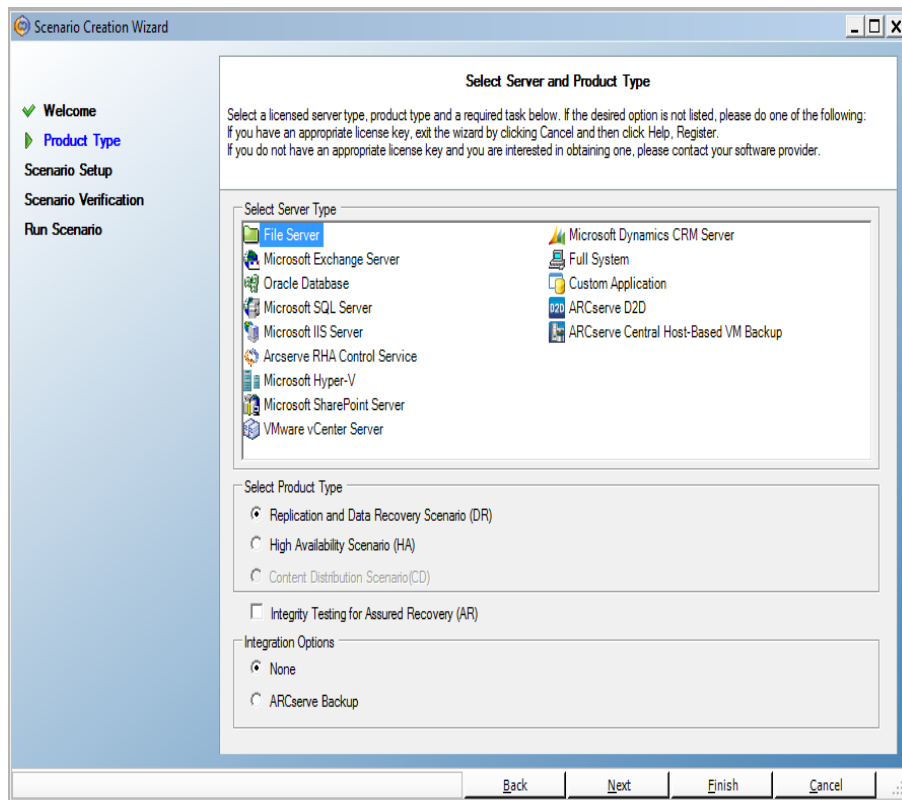 Scenario Creation Wizard
Welcome
Product Type
Scenario Setup
Scenario Verification
Run Scenario
Select Server and Product Type
Select a licensed server type, product type and a required task below. If the desired option is not listed, please do one of the following:
If you have an appropriate license key, exit the wizard by clicking Cancel and then click Help, Register.
If you do not have an appropriate license key and you are interested in obtaining one, please contact your software provider.
Select Server Type
File Server
Microsoft Exchange Server
Oracle Database
Microsoft SQL Server
Microsoft IIS Server
Arcserve RHA Control Service
Microsoft Hyper-V
Microsoft SharePoint Server
VMware vCenter Server
Microsoft Dynamics CRM Server
Full System
Custom Application
D2D ARCserve D2D
ARCserve Central Host-Based VM Backup
Select Product Type
Replication and Data Recovery Scenario (DR)
High Availability Scenario (HA)
Content Distribution Scenario(CD)
Integrity Testing for Assured Recovery (AR)
Integration Options
None
ARCserve Backup
Back
Next
Finish
Cancel